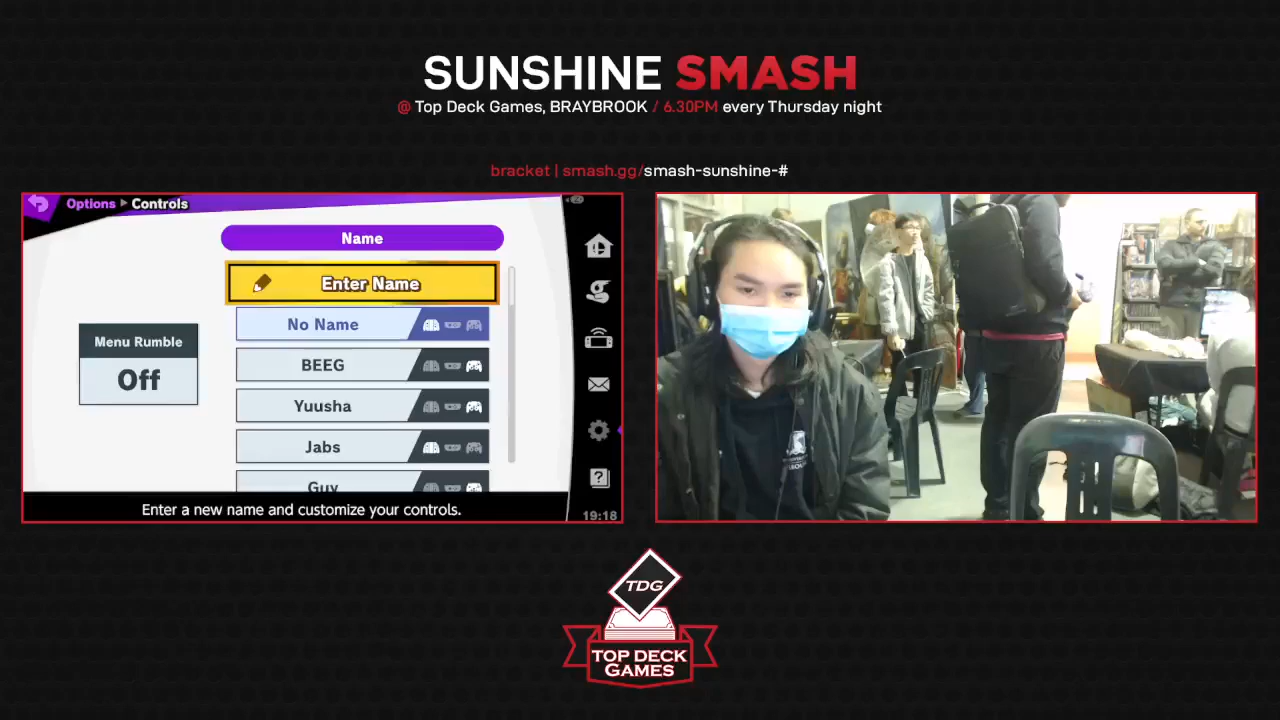 SUNSHINE SMASH
@ Top Deck Games, BRAYBROOK / 6.30PM every Thursday night
bracket | smash.gg/smash-sunshine-#
Options ▸ Controls
Name
Enter Name
No Name
Menu Rumble
Off
BEEG
Yuusha
Jabs
Guy
Enter a new name and customize your controls.
19:18
TDG
TOP DECK
GAMES